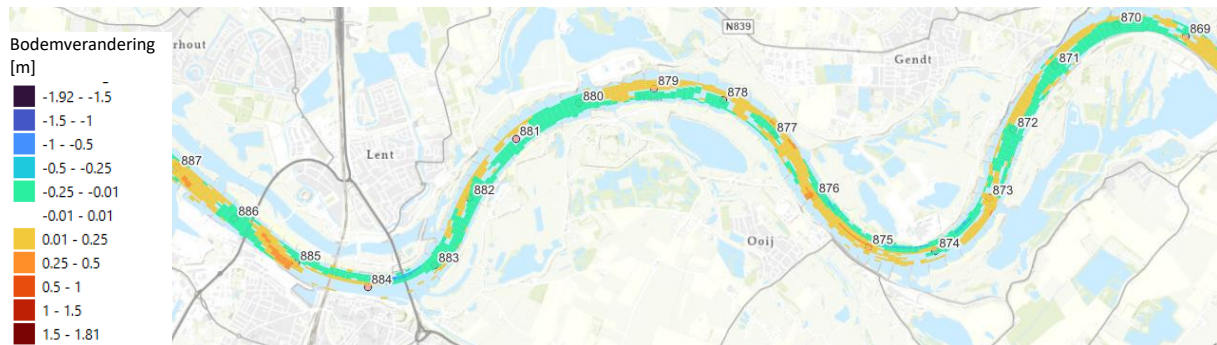 Bodemverandering
[m]
-1.92 - -1.5
-1.5 - -1
-1 - -0.5
-0.5 - -0.25
-0.25 - -0.01
-0.01 - 0.01
0.01 - 0.25
0.25 - 0.5
0.5 - 1
1 - 1.5
1.5 - 1.81
rhout
N839
Gendt
Lent
Ooij
869
870
871
872
873
874
875
876
877
878
879
880
881
882
883
884
885
886
887